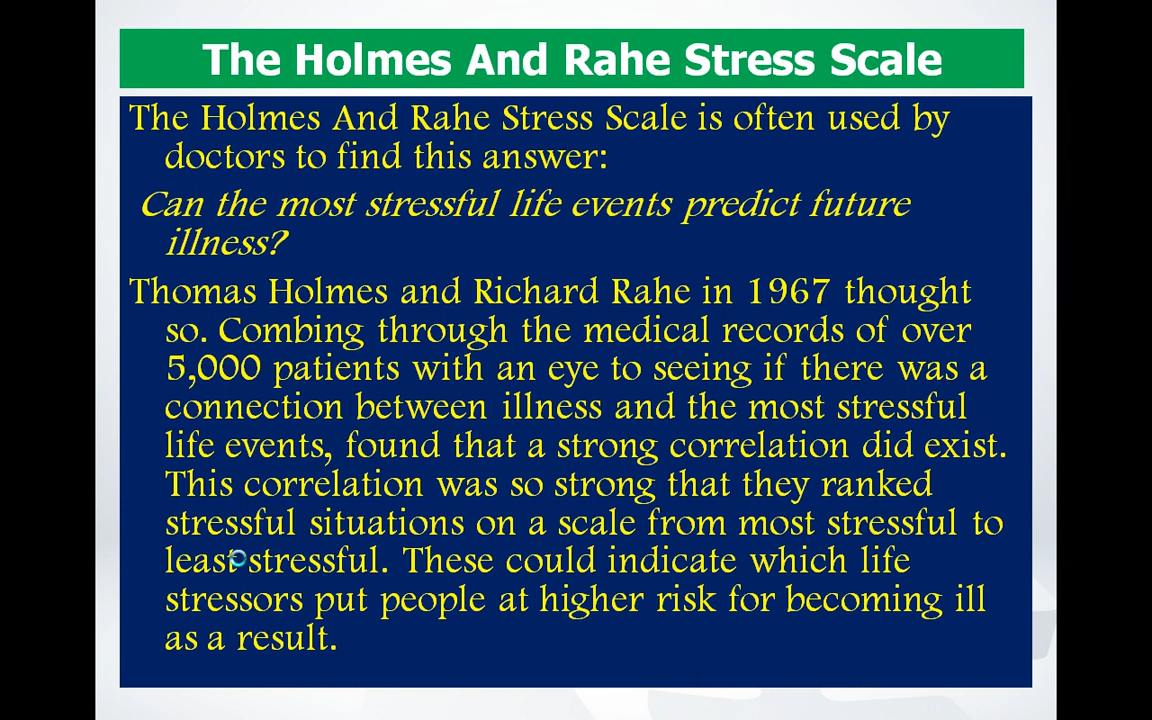 The Holmes And Rahe Stress Scale
The Holmes And Rahe Stress Scale is often used by
doctors to find this answer:
Can the most stressful life events predict future
illness?
Thomas Holmes and Richard Rahe in 1967 thought
so. Combing through the medical records of over
5,000 patients with an eye to seeing if there was a
connection between illness and the most stressful
life events, found that a strong correlation did exist.
This correlation was so strong that they ranked
stressful situations on a scale from most stressful to
least stressful. These could indicate which life
stressors put people at higher risk for becoming ill
as a result.